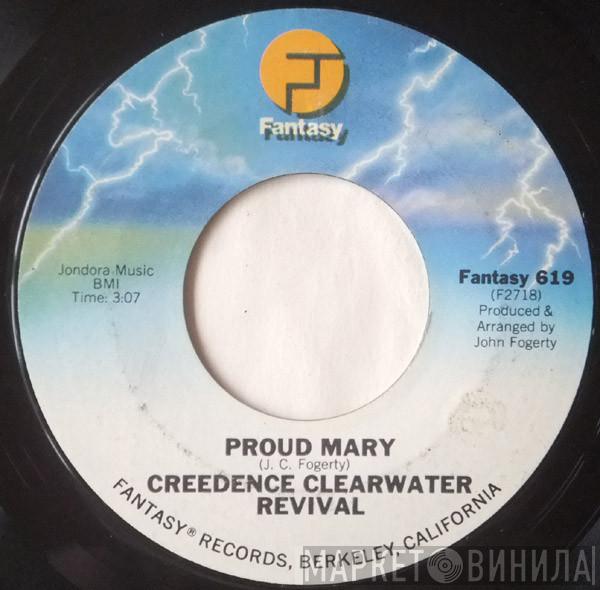 Fantasy
Jondora Music
BMI
Time: 3:07
Fantasy 619
(F2718)
Produced &
Arranged by
John Fogerty
PROUD MARY
(J. C. Fogerty)
CREEDENCE CLEARWATER
REVIVAL
FANTASY® RECORDS, BERKELEY, CALIFORNIA
МАРКЕТ ВИНИЛА